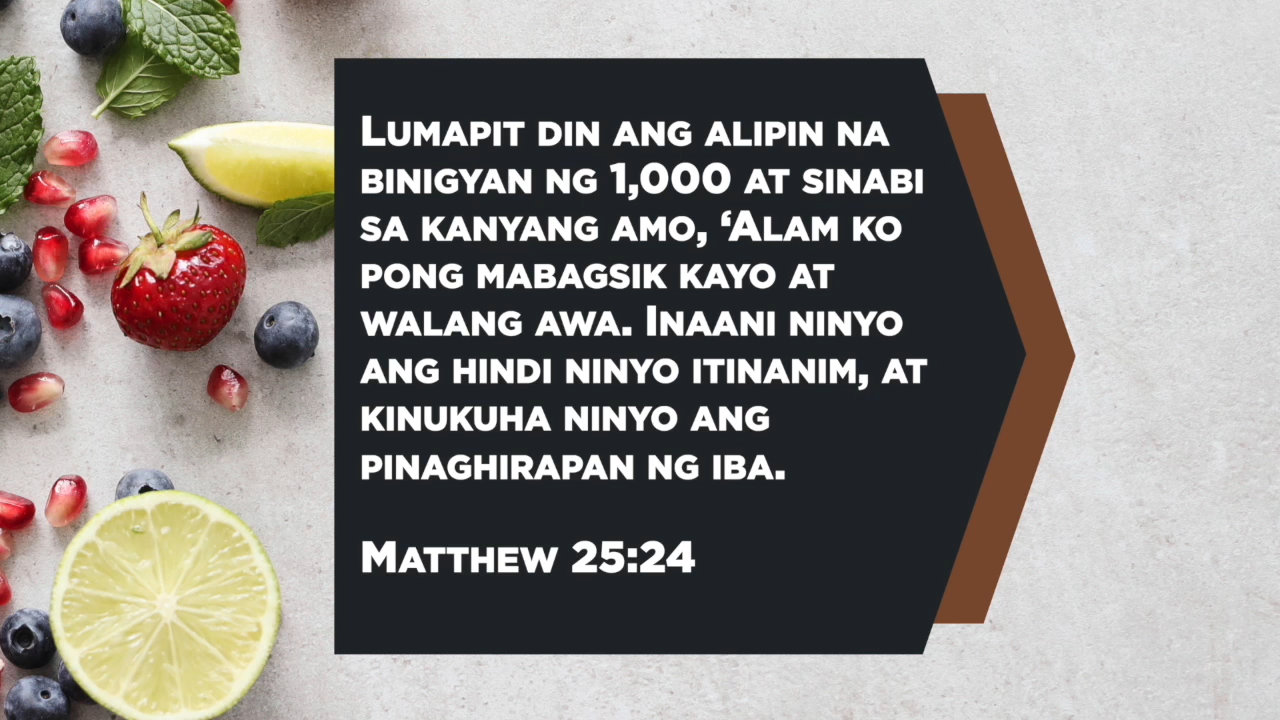 Lumapit din ang alipin na
binigyan ng 1,000 at sinabi
sa kanyang amo, ‘Alam ko
pong mabagsik kayo at
walang awa. Inaani ninyo
ang hindi ninyo itinanim, at
kinukuha ninyo ang
pinaghirapan ng iba.
Matthew 25:24